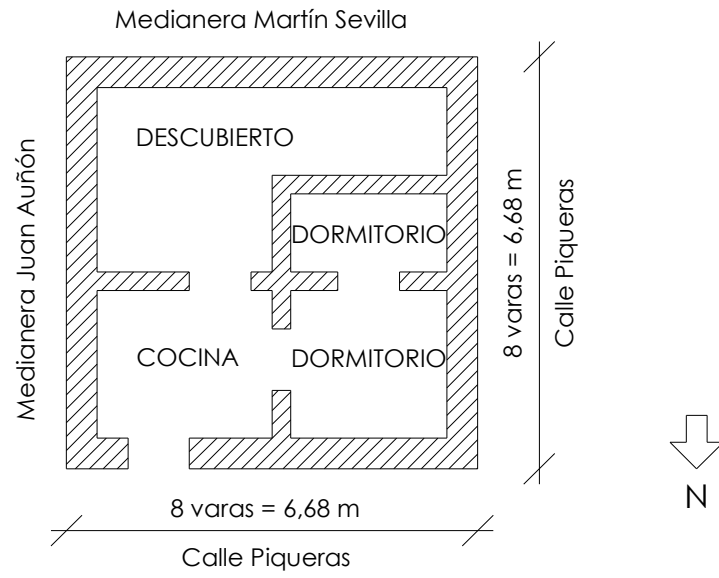 Medianera Martín Sevilla
Medianera Juan Auñón
DESCUBIERTO
DORMITORIO
COCINA
DORMITORIO
8 varas = 6,68 m
Calle Piqueras
N
8 varas = 6,68 m
Calle Piqueras